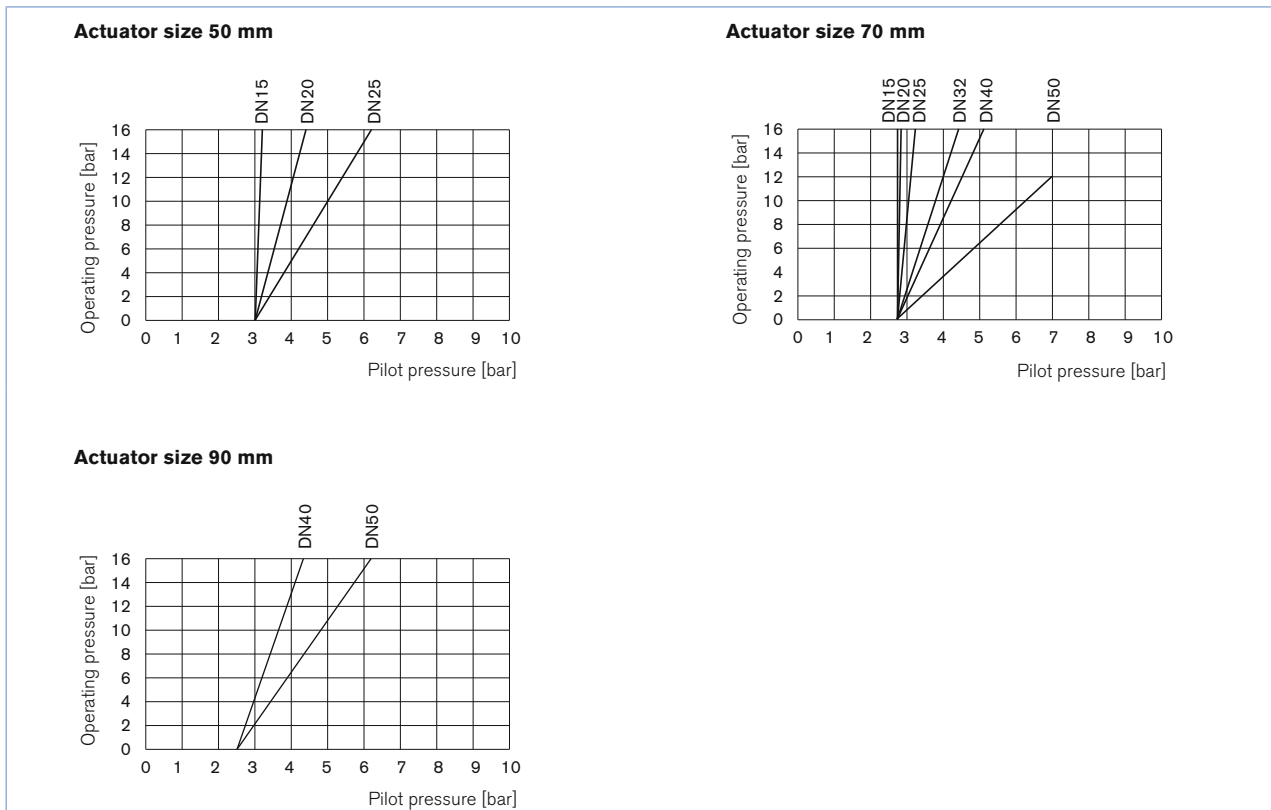 Actuator size 50 mm
DN15
DN20
DN25
Operating pressure [bar]
16
14
12
10
8
6
4
2
0
0 1 2 3 4 5 6 7 8 9 10
Pilot pressure [bar]
Actuator size 70 mm
DN15
DN20
DN25
DN32
DN40
DN50
Operating pressure [bar]
16
14
12
10
8
6
4
2
0
0 1 2 3 4 5 6 7 8 9 10
Pilot pressure [bar]
Actuator size 90 mm
DN40
DN50
Operating pressure [bar]
16
14
12
10
8
6
4
2
0
0 1 2 3 4 5 6 7 8 9 10
Pilot pressure [bar]